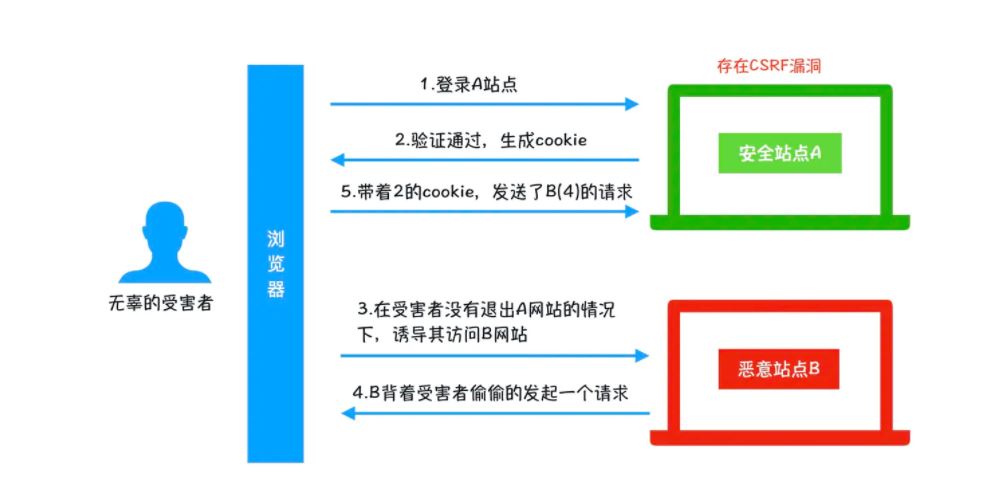 存在CSRF漏洞
1.登录A站点
2.验证通过，生成cookie
安全站点A
5.带着2的cookie，发送了B(4)的请求
浏览器
无辜的受害者
3.在受害者没有退出A网站的情况
下，诱导其访问B网站
恶意站点B
4.B背着受害者偷偷的发起一个请求